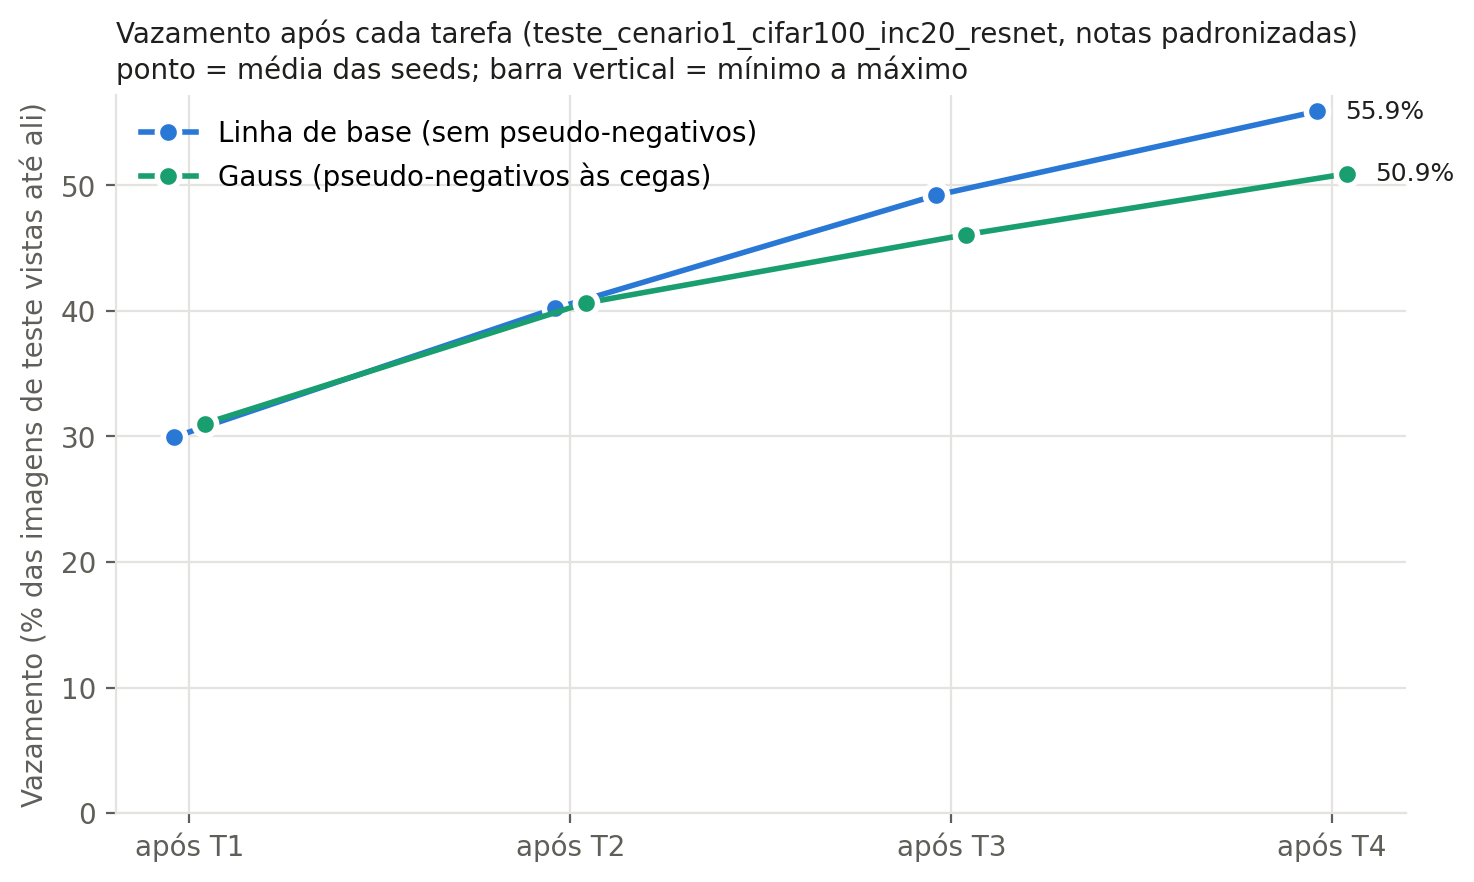 Vazamento após cada tarefa (teste_cenario1_cifar100_inc20_resnet, notas padronizadas)
ponto = média das seeds; barra vertical = mínimo a máximo
Linha de base (sem pseudo-negativos)
Gauss (pseudo-negativos às cegas)
55.9%
50.9%
Vazamento (% das imagens de teste vistas até ali)
50
40
30
20
10
0
após T1
após T2
após T3
após T4